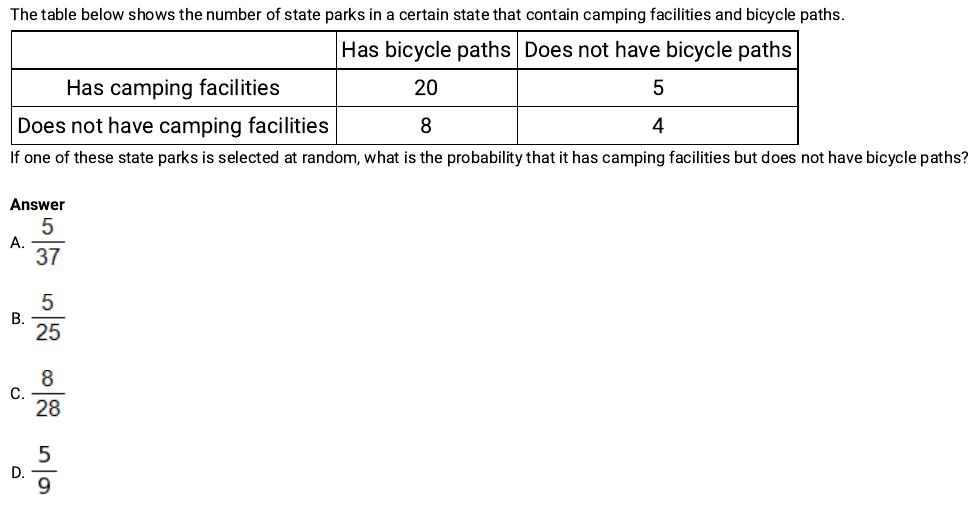 The table below shows the number of state parks in a certain state that contain camping facilities and bicycle paths.
Has bicycle paths Does not have bicycle paths
Has camping facilities 20 5
Does not have camping facilities 8 4
If one of these state parks is selected at random, what is the probability that it has camping facilities but does not have bicycle paths?
Answer
A. 5/37
B. 5/25
C. 8/28
D. 5/9